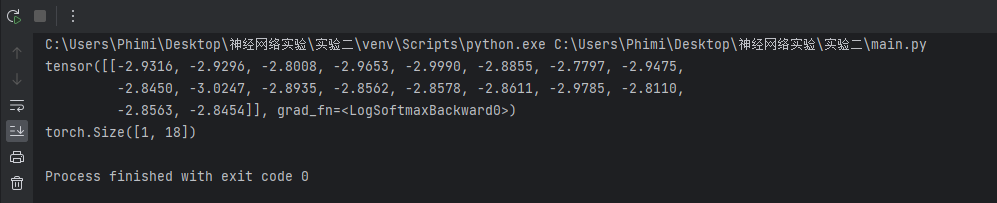 C:\Users\Phimi\Desktop\神经网络实验\实验二\venv\Scripts\python.exe C:\Users\Phimi\Desktop\神经网络实验\实验二\main.py
tensor([[-2.9316, -2.9296, -2.8008, -2.9653, -2.9990, -2.8855, -2.7797, -2.9475,
-2.8450, -3.0247, -2.8935, -2.8562, -2.8578, -2.8611, -2.9785, -2.8110,
-2.8563, -2.8454]], grad_fn=<LogSoftmaxBackward0>)
torch.Size([1, 18])
Process finished with exit code 0